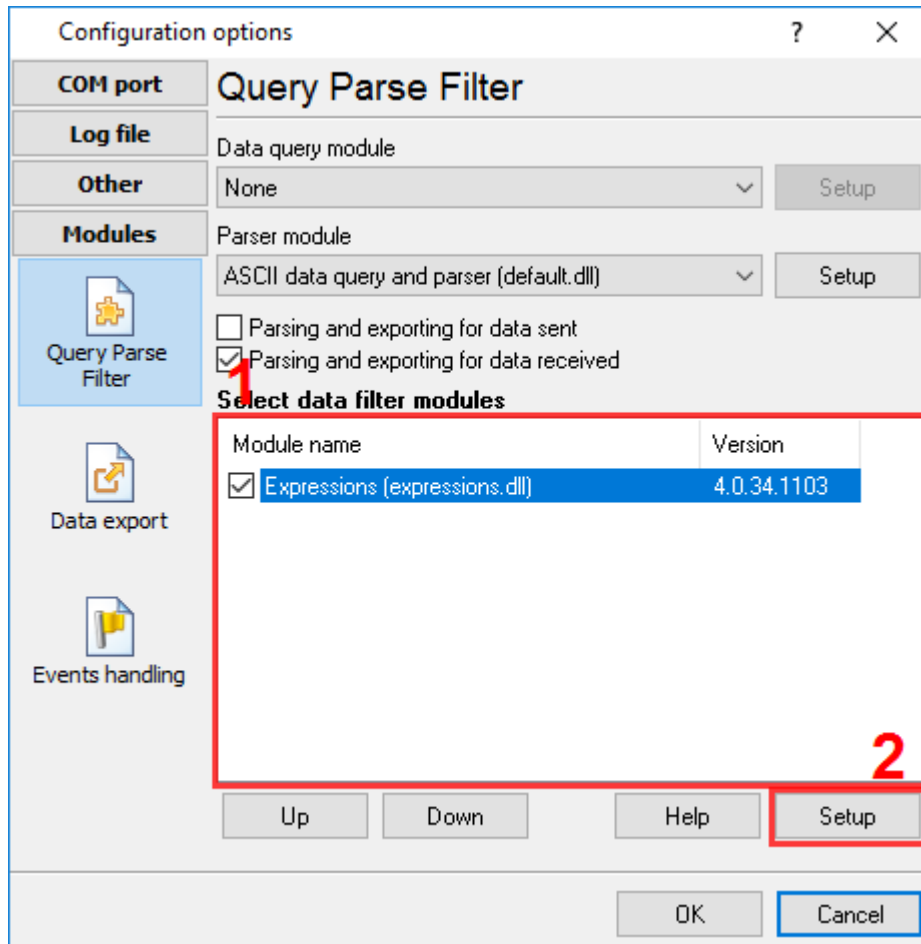 Configuration options
?
COM port
Log file
Other
Modules
Query Parse
Filter
Data export
Events handling
Query Parse Filter
Data query module
None
Setup
Parser module
ASCII data query and parser (default.dll)
Setup
Parsing and exporting for data sent
Parsing and exporting for data received
1
Select data filter modules
Module name Version
Expressions (expressions.dll) 4.0.34.1103
2
Up Down Help Setup
OK Cancel